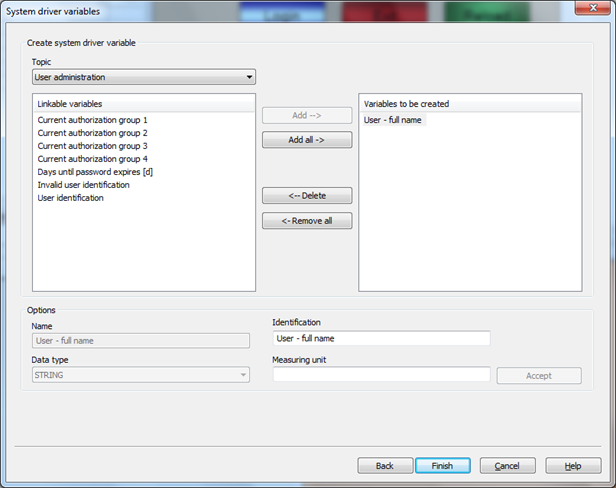 System driver variables
Create system driver variable
Topic
User administration
Linkable variables
Current authorization group 1
Current authorization group 2
Current authorization group 3
Current authorization group 4
Days until password expires [d]
Invalid user identification
User identification
Add -->
Add all ->
<-- Delete
<- Remove all
Variables to be created
User - full name
Options
Name
User - full name
Identification
User - full name
Data type
STRING
Measuring unit
Accept
Back
Finish
Cancel
Help